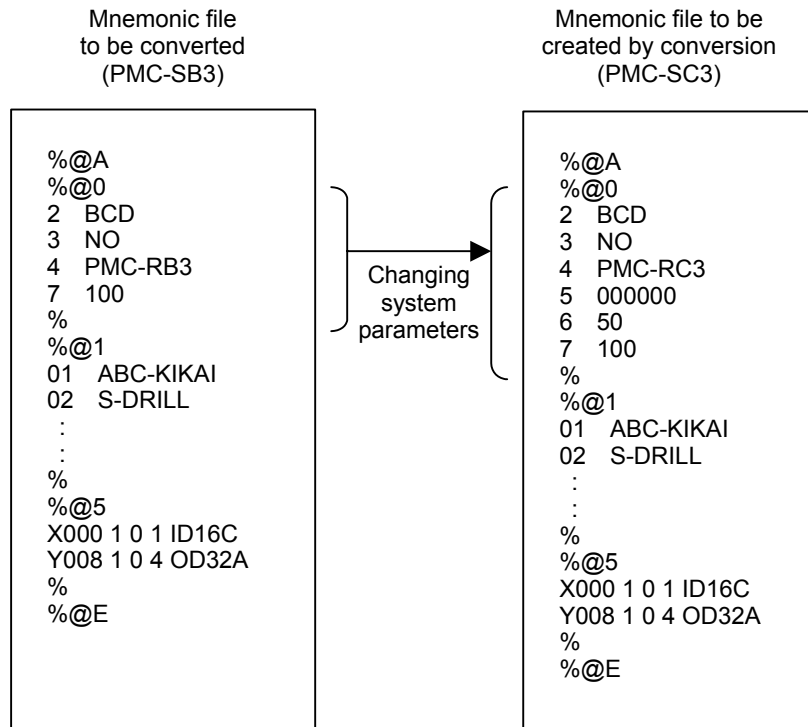 Mnemonic file
to be converted
(PMC-SB3)
%@A
%@0
2 BCD
3 NO
4 PMC-RB3
7 100
%
%@1
01 ABC-KIKAI
02 S-DRILL
:
:
%
%@5
X000 1 0 1 ID16C
Y008 1 0 4 OD32A
%
%@E
Changing
system
parameters
Mnemonic file to be
created by conversion
(PMC-SC3)
%@A
%@0
2 BCD
3 NO
4 PMC-RC3
5 000000
6 50
7 100
%
%@1
01 ABC-KIKAI
02 S-DRILL
:
:
%
%@5
X000 1 0 1 ID16C
Y008 1 0 4 OD32A
%
%@E